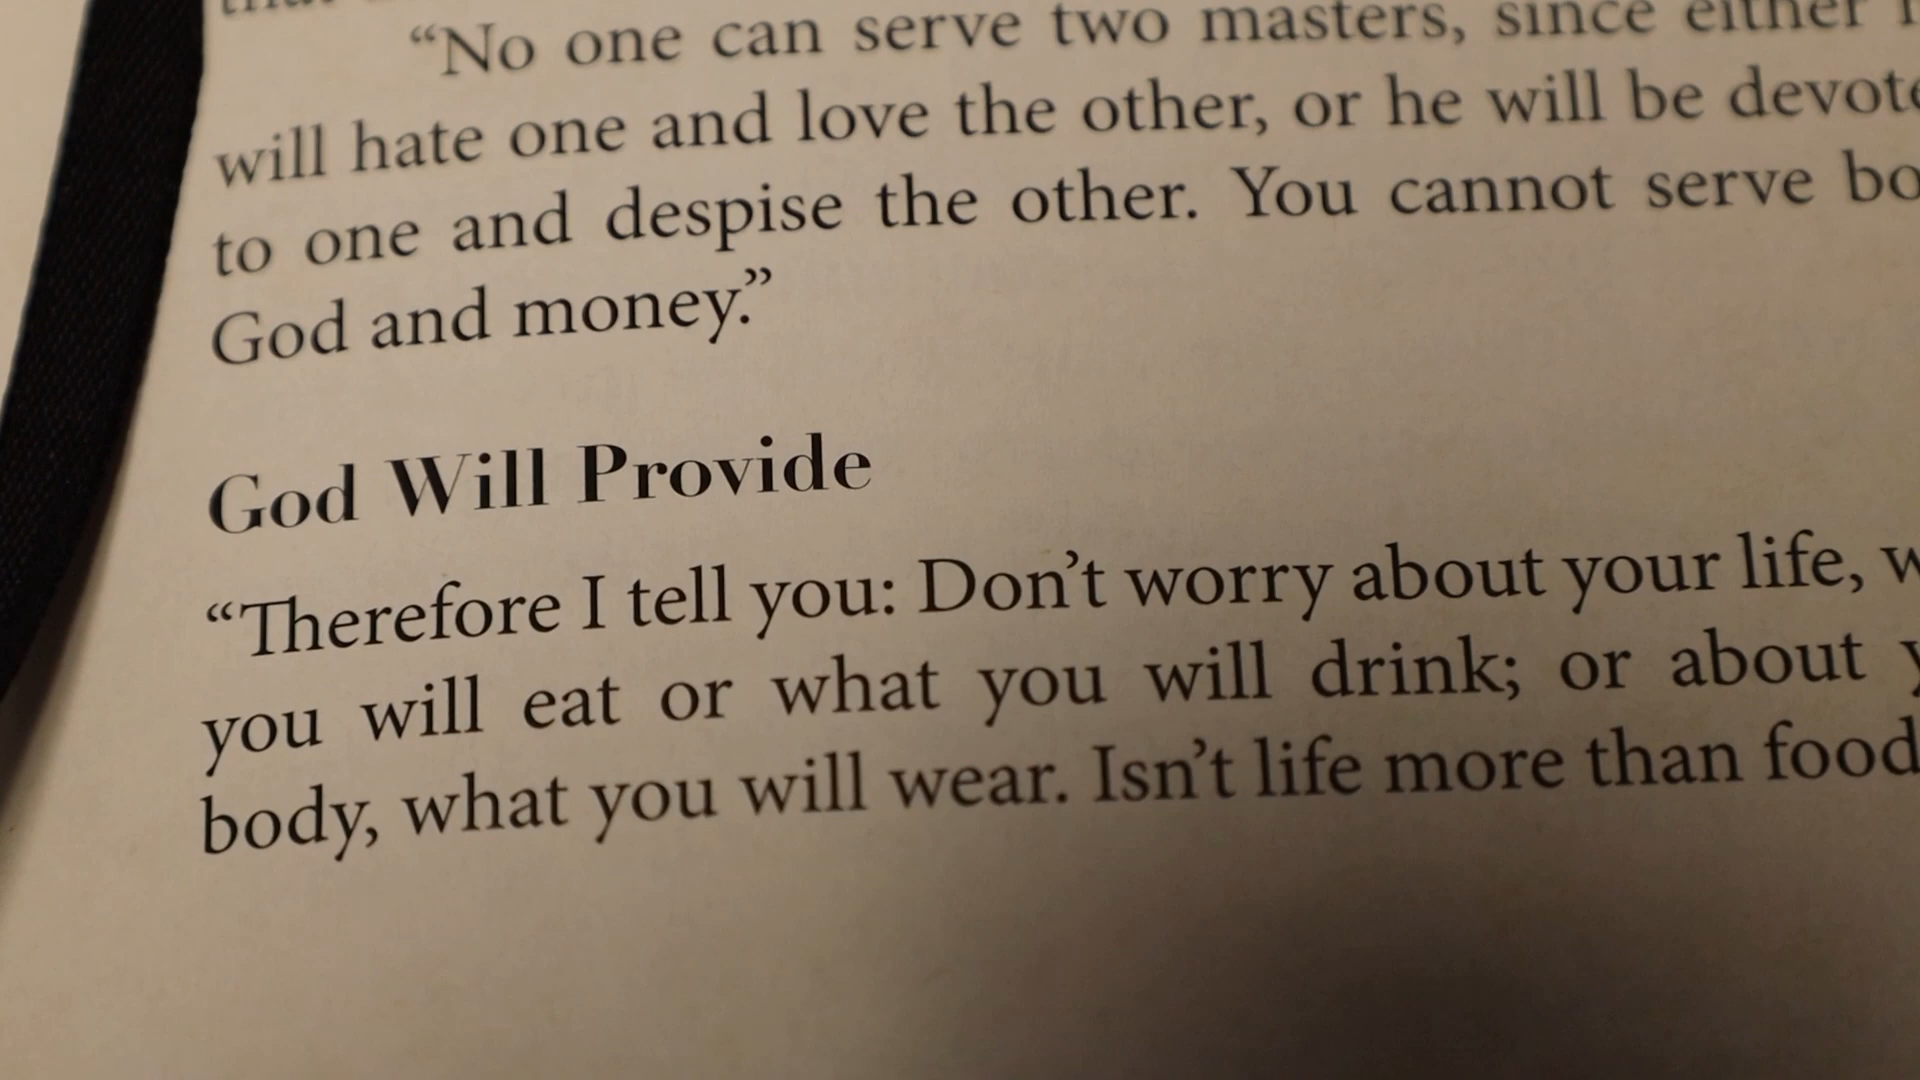 “No one can serve two masters, since either
will hate one and love the other, or he will be
to one and despise the other. You cannot serve
God and money.”
God Will Provide
“Therefore I tell you: Don’t worry about your life,
you will eat or what you will drink; or about
body, what you will wear. Isn’t life more than food